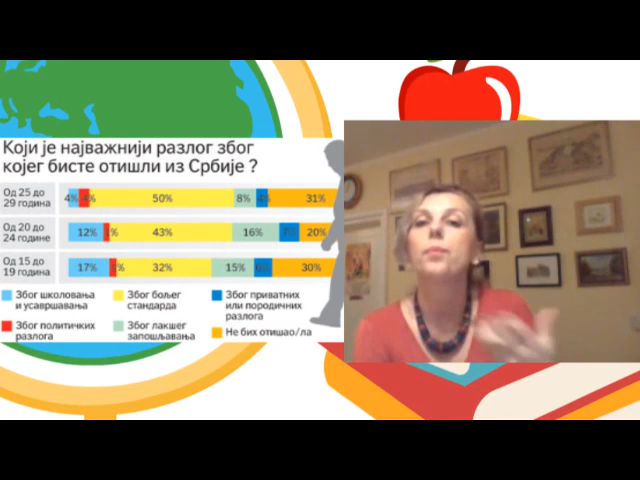 Који је најважнији разлог због
којег бисте отишли из Србије ?
Од 25 до
29 година
4% 4% 50% 8% 4% 31%
Од 20 до
24 године
12% 43% 16% 7% 20%
Од 15 до
19 година
17% 32% 15% 30%
Због школовања
и усавршавања
Због бољег
стандарда
Због приватних
или породичних
разлога
Због политичких
разлога
Због лакшег
запошљавања
Не бих отишао/ла